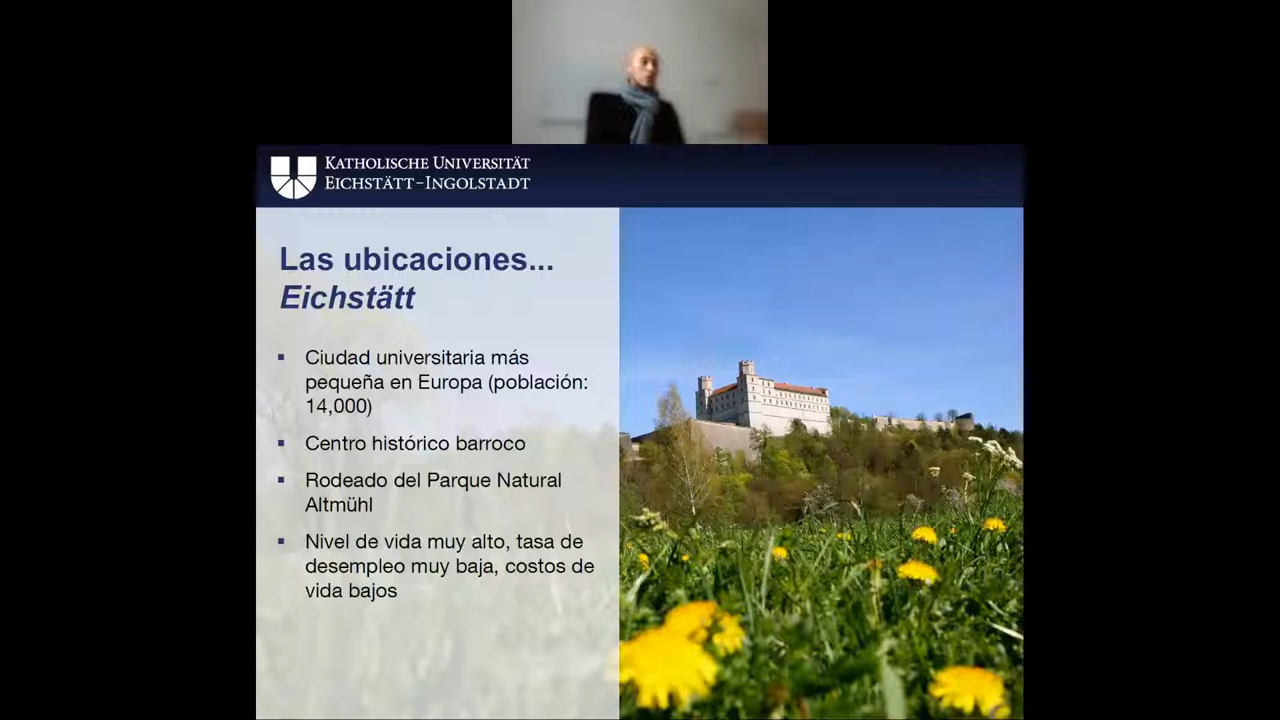 KATHOLISCHE UNIVERSITÄT
EICHSTÄTT-INGOLSTADT
Las ubicaciones...
Eichstätt
▪ Ciudad universitaria más
pequeña en Europa (población:
14,000)
▪ Centro histórico barroco
▪ Rodeado del Parque Natural
Altmühl
▪ Nivel de vida muy alto, tasa de
desempleo muy baja, costos de
vida bajos